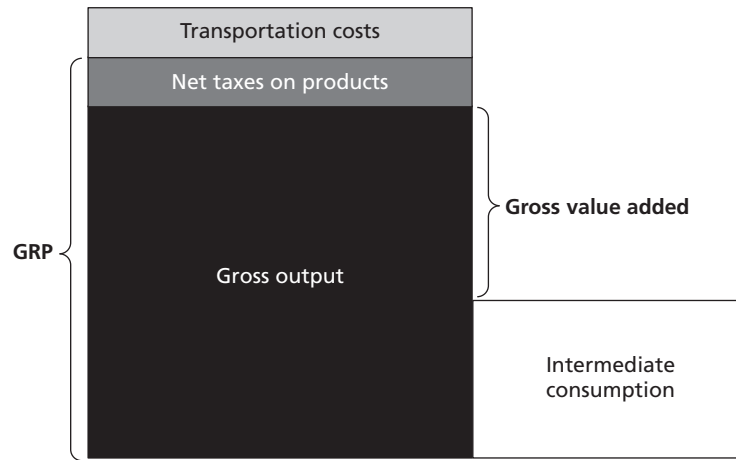 Transportation costs
Net taxes on products
Gross value added
GRP
Gross output
Intermediate
consumption